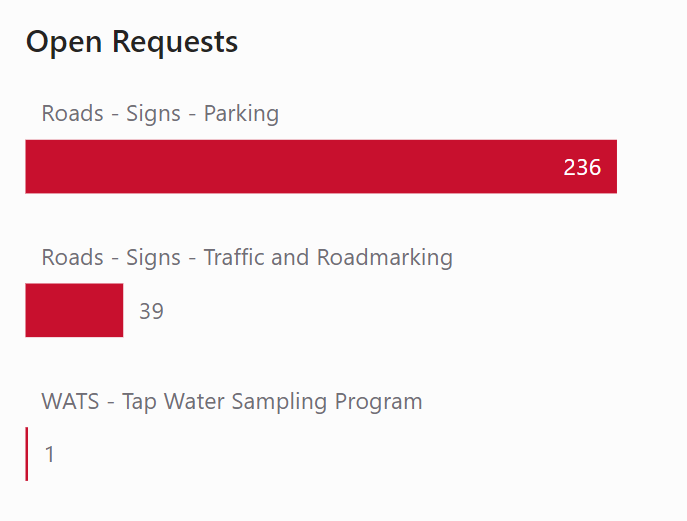 Open Requests
Roads - Signs - Parking
236
Roads - Signs - Traffic and Roadmarking
39
WATS - Tap Water Sampling Program
1